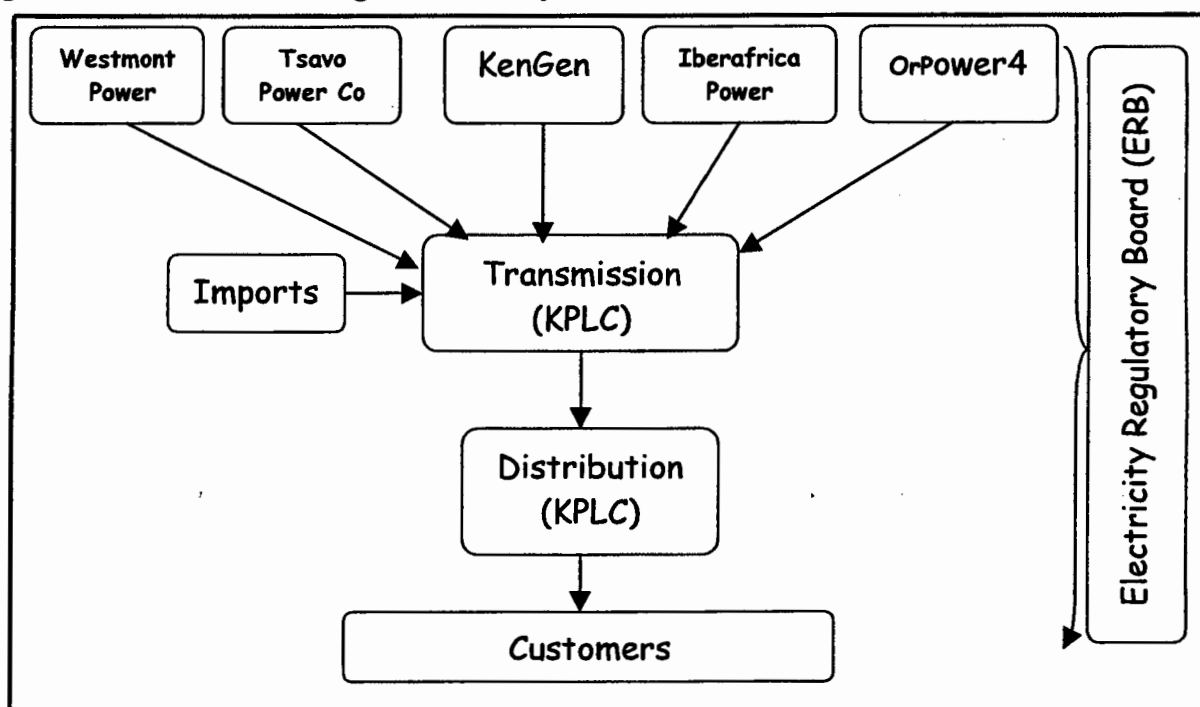 Westmont
Power
Tsavo
Power Co
KenGen
Iberafrica
Power
OrPower4
Electricity Regulatory Board (ERB)
Imports
Transmission
(KPLC)
Distribution
(KPLC)
Customers